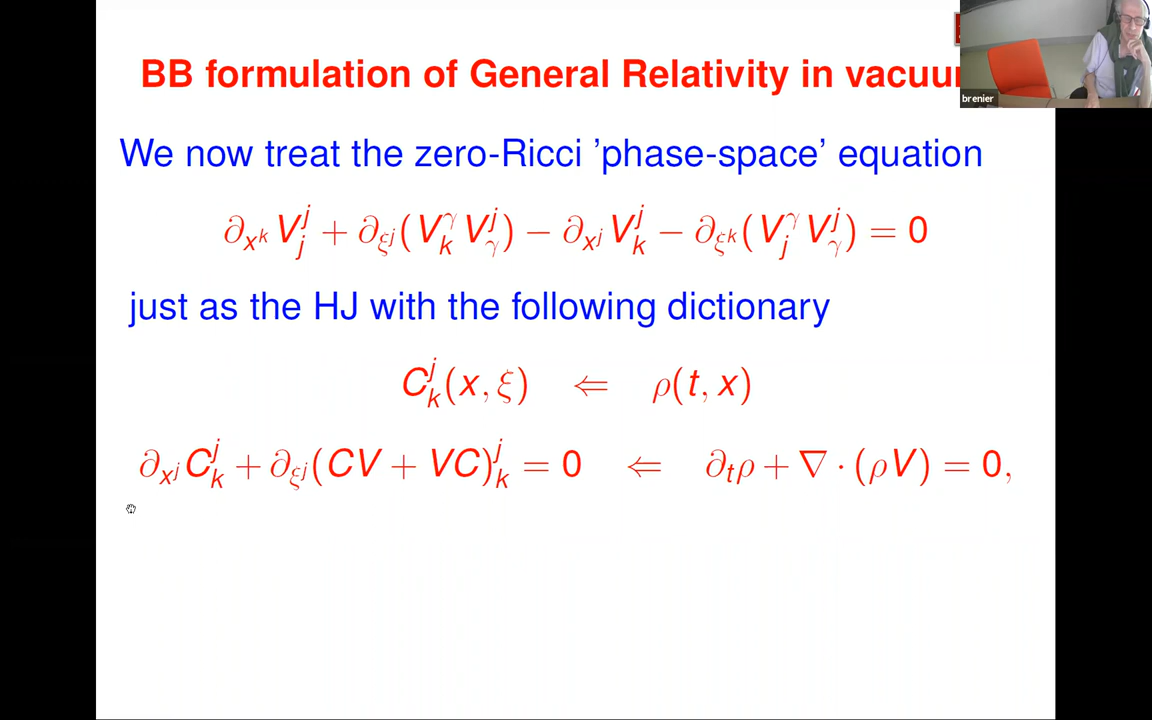 BB formulation of General Relativity in vacuu
brenier
We now treat the zero-Ricci 'phase-space' equation
∂_{x^k} V^j_j + ∂_{ξ^j}(V^γ_k V^j_γ) − ∂_{x^j} V^j_k − ∂_{ξ^k}(V^γ_j V^j_γ) = 0
just as the HJ with the following dictionary
C^j_k(x, ξ) ⇐ ρ(t, x)
∂_{x^j} C^j_k + ∂_{ξ^j}(CV + VC)^j_k = 0 ⇐ ∂_t ρ + ∇ · (ρV) = 0,